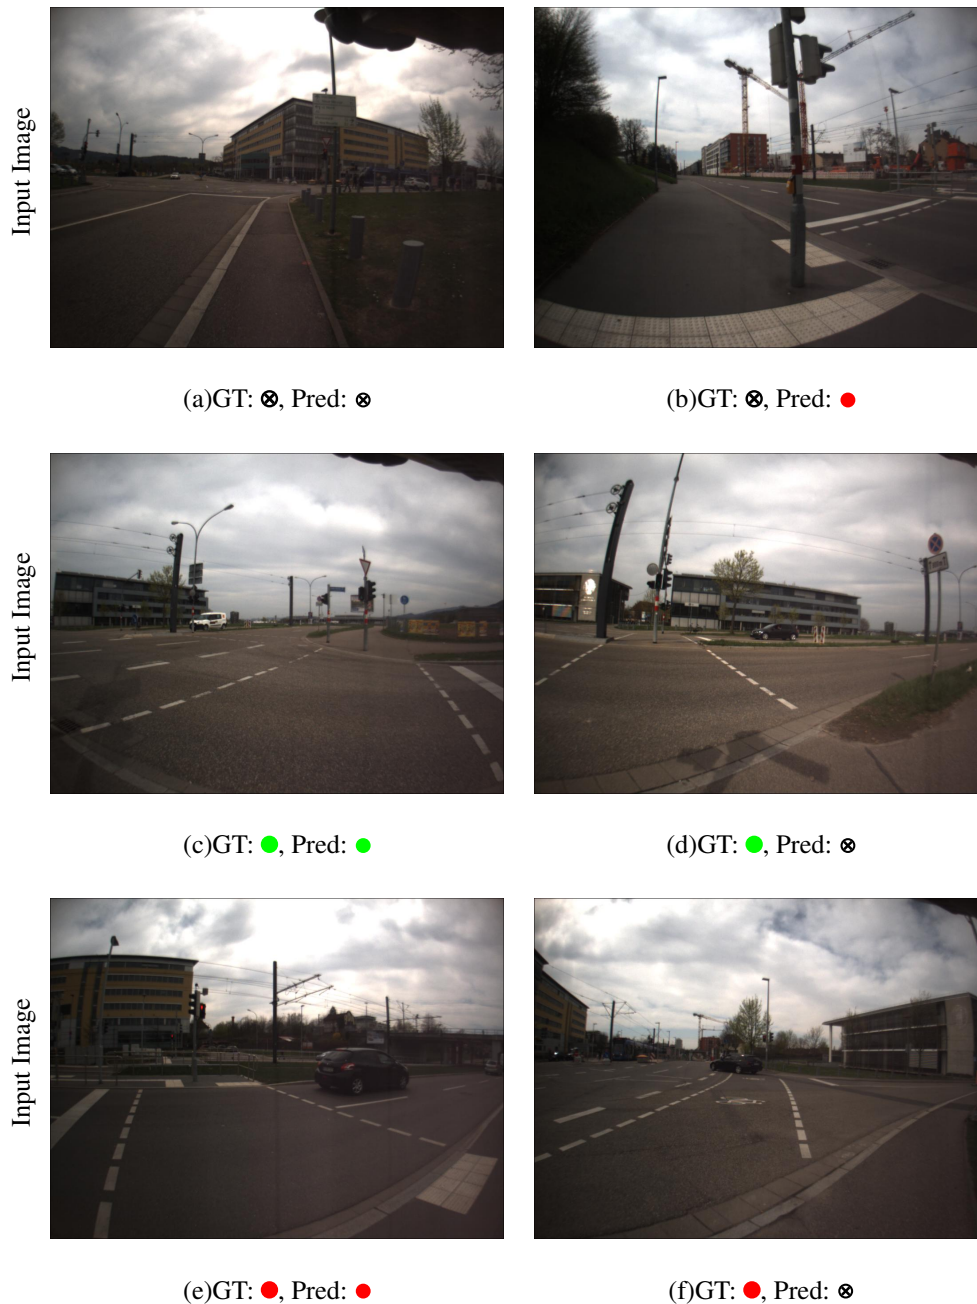 Input Image
(a)GT: ⊗, Pred: ⊗
(b)GT: ⊗, Pred: ●
Input Image
(c)GT: ●, Pred: ●
(d)GT: ●, Pred: ⊗
Input Image
(e)GT: ●, Pred: ●
(f)GT: ●, Pred: ⊗